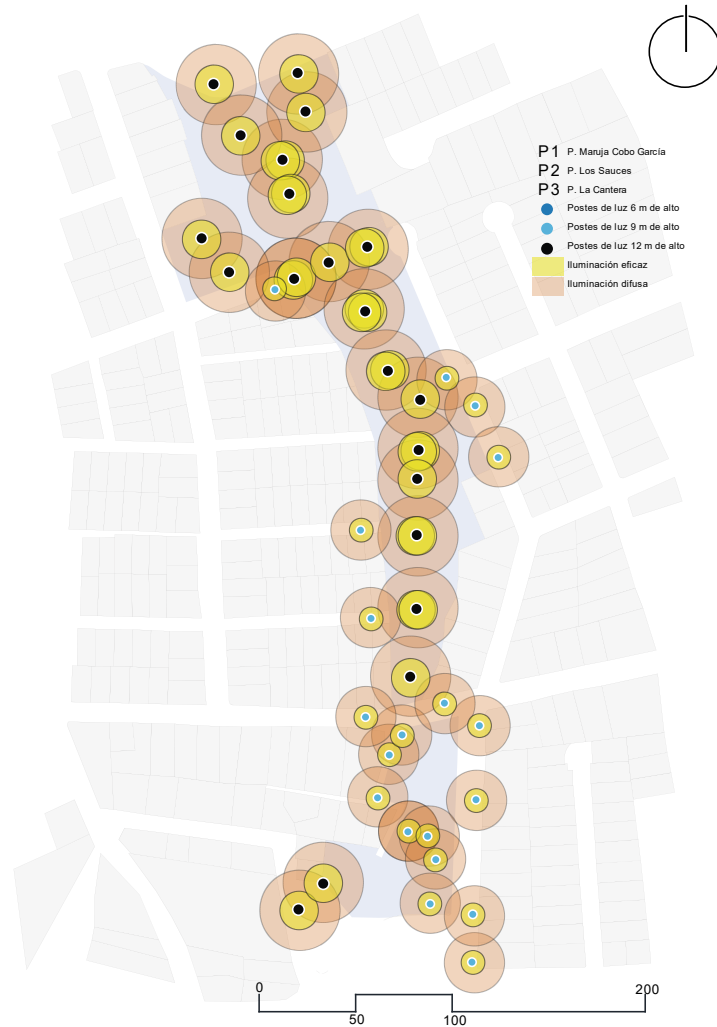 P1 P. Maruja Cobo García
P2 P. Los Sauces
P3 P. La Cantera
Postes de luz 6 m de alto
Postes de luz 9 m de alto
Postes de luz 12 m de alto
Iluminación eficaz
Iluminación difusa
0 200
50 100